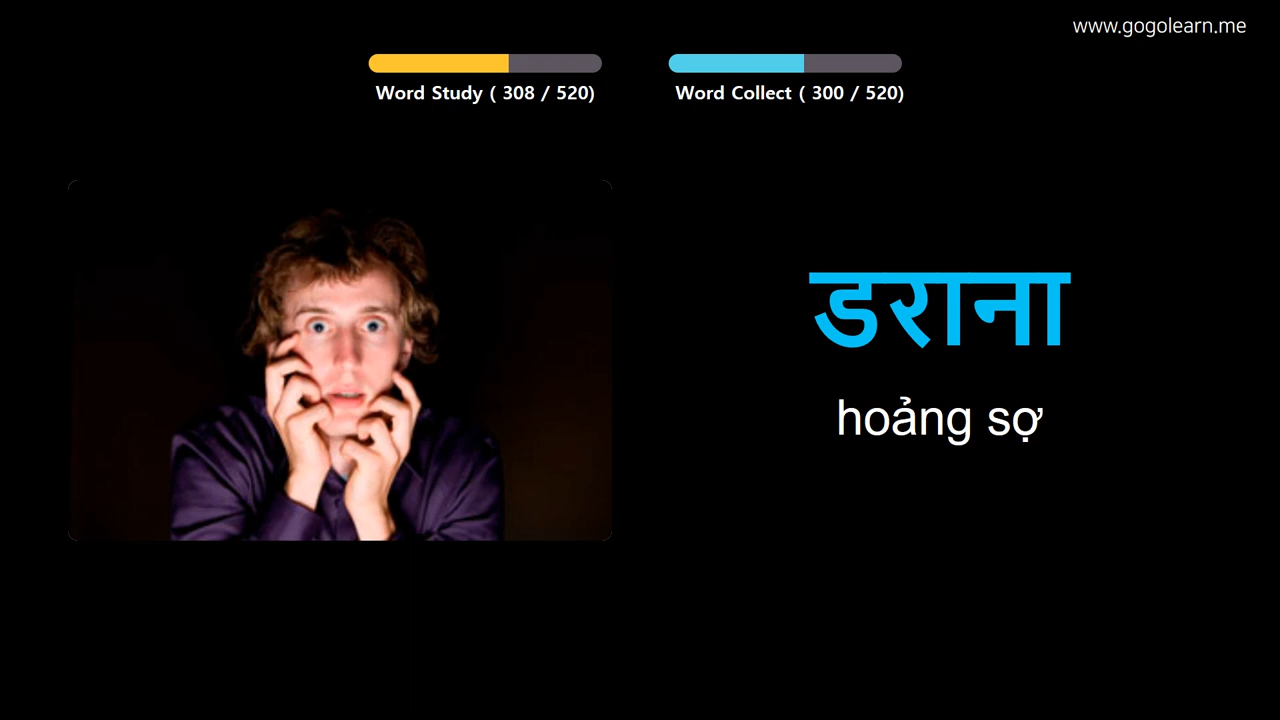 www.gogolearn.me
Word Study ( 308 / 520)
Word Collect ( 300 / 520)
डराना
hoảng sợ